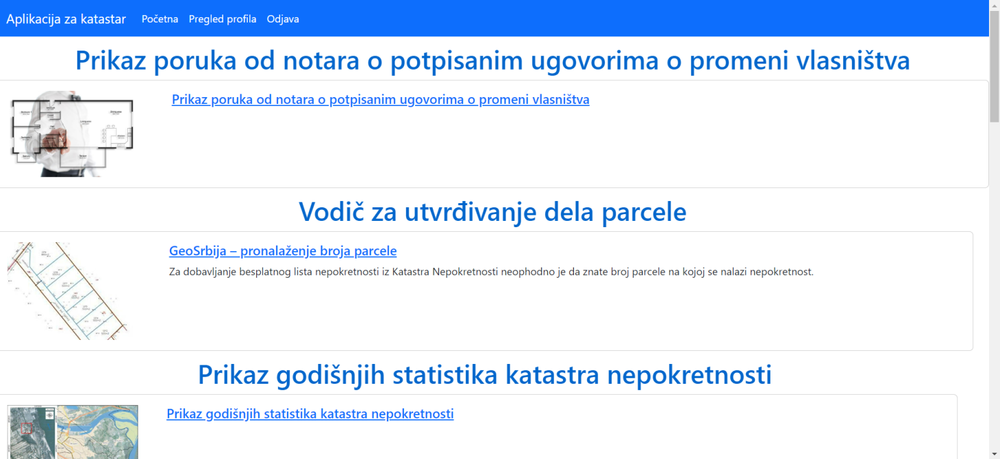 Aplikacija za katastar Početna Pregled profila Odjava
Prikaz poruka od notara o potpisanim ugovorima o promeni vlasništva
Prikaz poruka od notara o potpisanim ugovorima o promeni vlasništva
Vodič za utvrđivanje dela parcele
GeoSrbija – pronalaženje broja parcele
Za dobavljanje besplatnog lista nepokretnosti iz Katastra Nepokretnosti neophodno je da znate broj parcele na kojoj se nalazi nepokretnost.
Prikaz godišnjih statistika katastra nepokretnosti
Prikaz godišnjih statistika katastra nepokretnosti